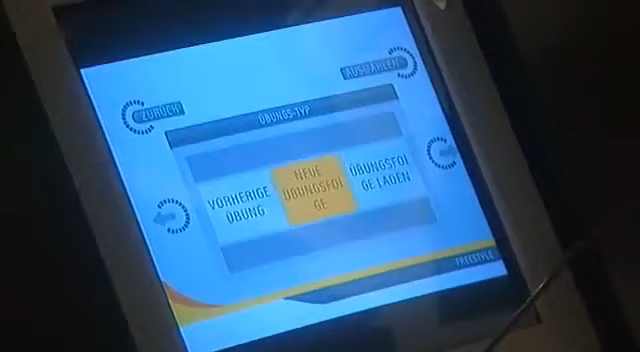 AUSWÄHLEN
ZURÜCK
ÜBUNGS-TYP
VORHERIGE
ÜBUNG
NEUE
ÜBUNGSFOL
GE
ÜBUNGSFOL
GE LADEN
FREESTYLE